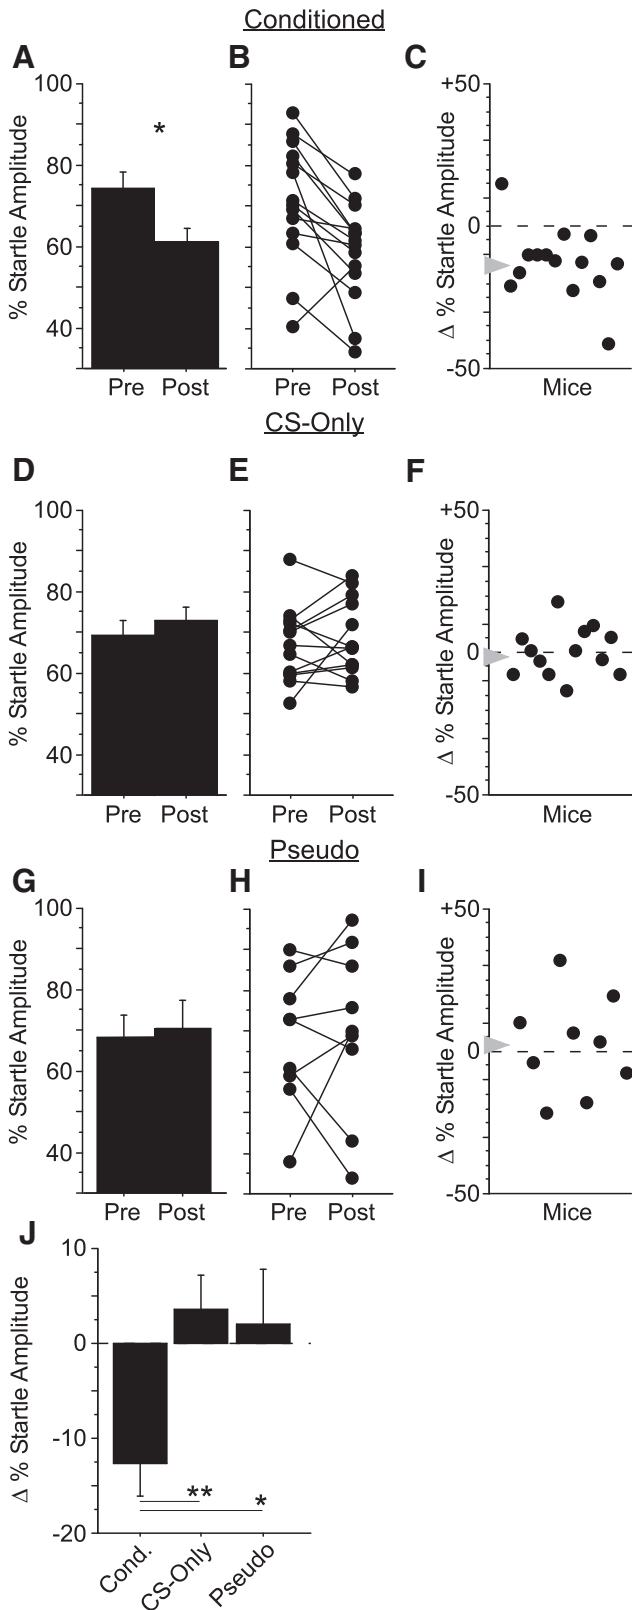 Conditioned
A
B
C
% Startle Amplitude
100
80
60
40
*
Pre Post
Pre Post
Δ % Startle Amplitude
+50
0
-50
Mice
CS-Only
D
E
F
% Startle Amplitude
100
80
60
40
Pre Post
Pre Post
Δ % Startle Amplitude
+50
0
-50
Mice
Pseudo
G
H
I
% Startle Amplitude
100
80
60
40
Pre Post
Pre Post
Δ % Startle Amplitude
+50
0
-50
Mice
J
Δ % Startle Amplitude
10
0
-10
-20
**
*
Cond.
CS-Only
Pseudo